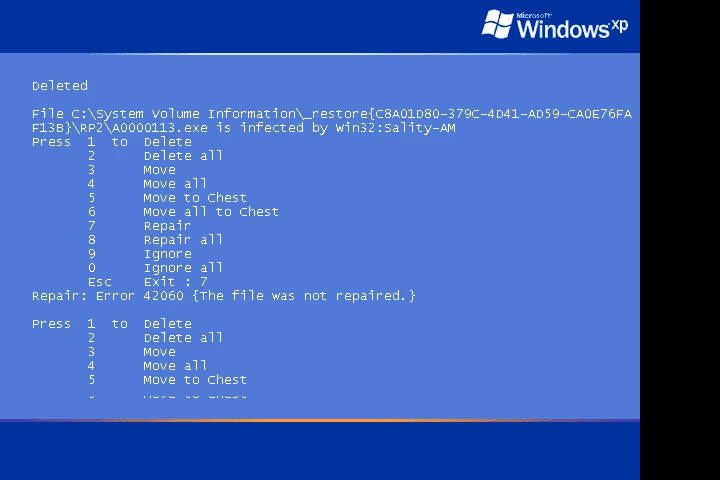 Microsoft
Windows xp
Deleted
File C:\System Volume Information\_restore{C8A01D80-379C-4D41-AD59-CA0E76FA
F13B}\RP2\A0000113.exe is infected by Win32:Sality-AM
Press 1 to Delete
2 Delete all
3 Move
4 Move all
5 Move to Chest
6 Move all to Chest
7 Repair
8 Repair all
9 Ignore
0 Ignore all
Esc Exit : 7
Repair: Error 42060 {The file was not repaired.}
Press 1 to Delete
2 Delete all
3 Move
4 Move all
5 Move to Chest